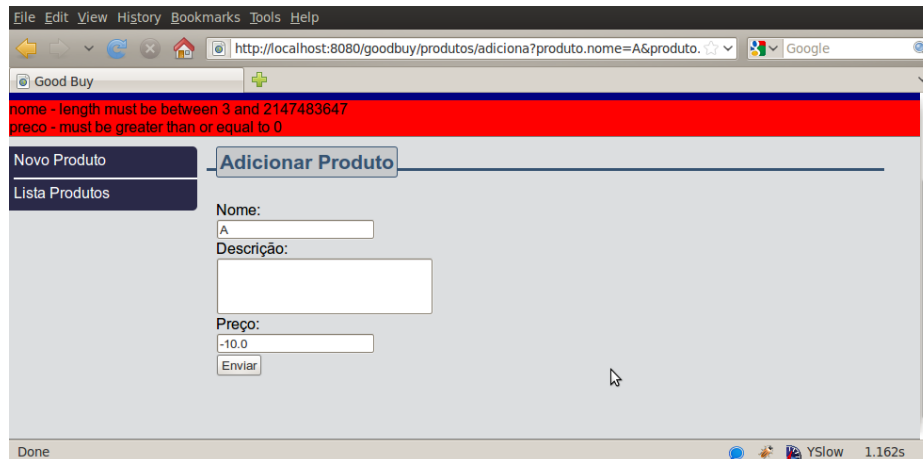 File Edit View History Bookmarks Tools Help
http://localhost:8080/goodbuy/produtos/adiciona?produto.nome=A&produto. Google
Good Buy
nome - length must be between 3 and 2147483647
preco - must be greater than or equal to 0
Novo Produto
Adicionar Produto
Lista Produtos
Nome:
A
Descrição:
Preço:
-10.0
Enviar
Done YSlow 1.162s